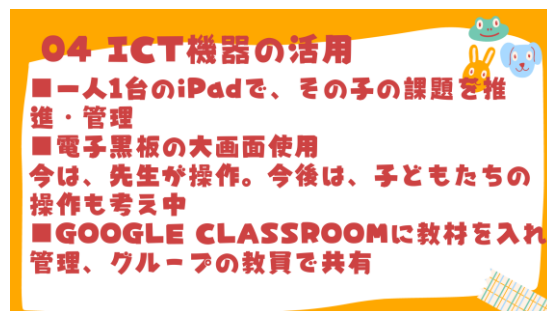 04 ICT機器の活用
■一人1台のiPadで、その子の課題を推
進・管理
■電子黒板の大画面使用
今は、先生が操作。今後は、子どもたちの
操作も考え中
■GOOGLE CLASSROOMに教材を入れ
管理、グループの教員で共有